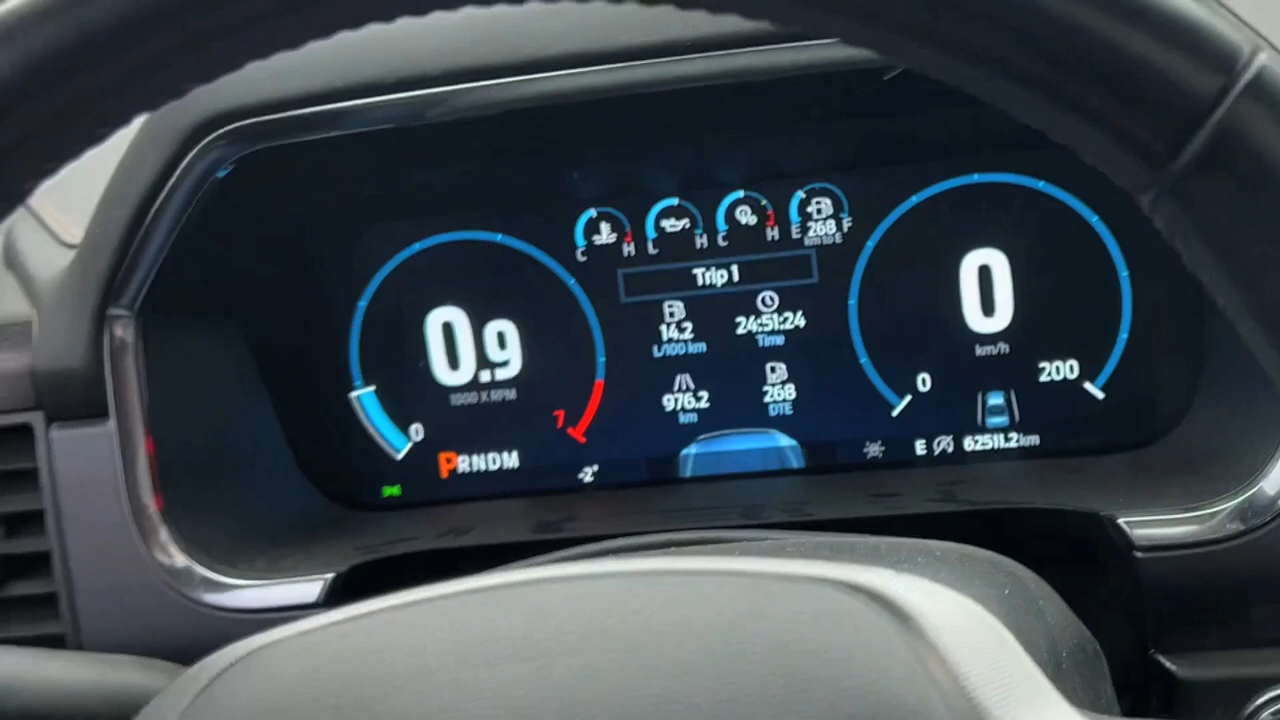 C H
L H
C H
E F
268
km to E
Trip 1
14.2
L/100 km
24:51:24
Time
976.2
km
268
DTE
0.9
1000 X RPM
0
7
PRNDM
-2°
0
km/h
0
200
E
62511.2 km